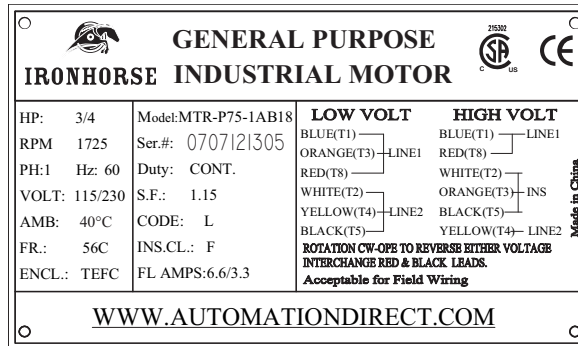 IRONHORSE
GENERAL PURPOSE
INDUSTRIAL MOTOR
215302
SA
C US
CE
HP: 3/4
RPM 1725
PH:1 Hz: 60
VOLT: 115/230
AMB: 40°C
FR.: 56C
ENCL.: TEFC
Model:MTR-P75-1AB18
Ser.#: 0707121305
Duty: CONT.
S.F.: 1.15
CODE: L
INS.CL.: F
FL AMPS:6.6/3.3
LOW VOLT
BLUE(T1)
ORANGE(T3) LINE1
RED(T8)
WHITE(T2)
YELLOW(T4) LINE2
BLACK(T5)
HIGH VOLT
BLUE(T1) LINE1
RED(T8)
WHITE(T2)
ORANGE(T3) INS
BLACK(T5)
YELLOW(T4) LINE2
ROTATION CW-OPE TO REVERSE EITHER VOLTAGE
INTERCHANGE RED & BLACK LEADS.
Acceptable for Field Wiring
Made in China
WWW.AUTOMATIONDIRECT.COM